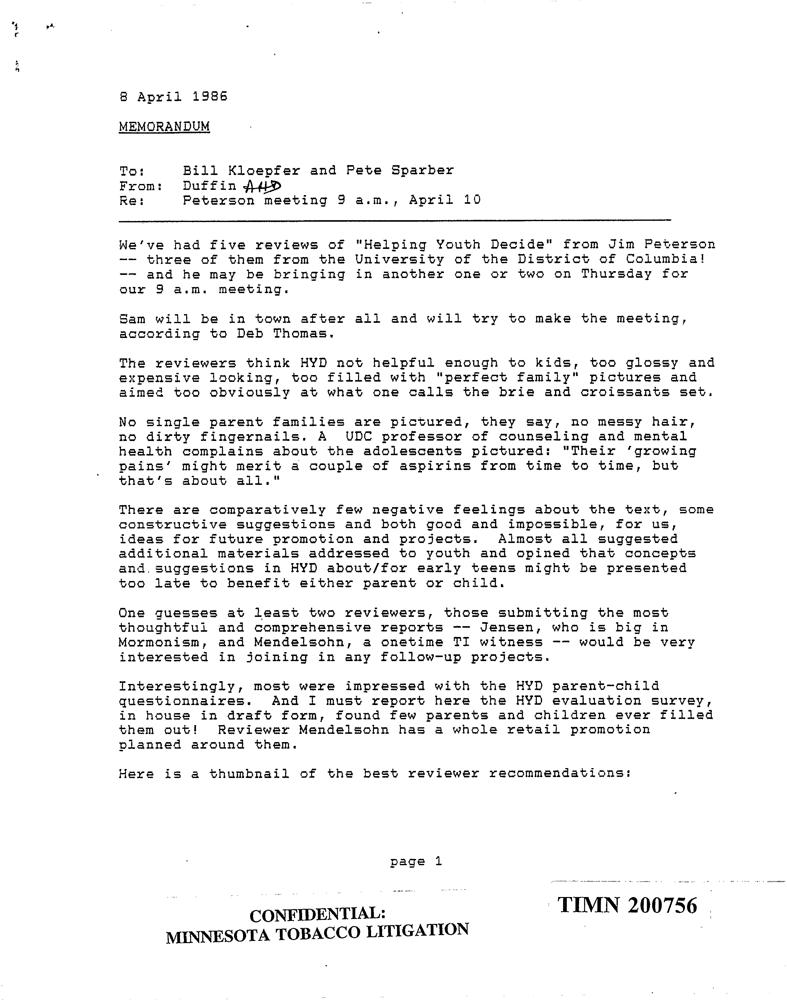 8 April 1986
MEMORANDUM
To: Bill Kloepfer and Pete Sparber
From: Duffin AHD
Re: Peterson meeting 9 a.m., April 10
We've had five reviews of "Helping Youth Decide" from Jim Peterson
-- three of them from the University of the District of Columbia!
-- and he may be bringing in another one or two on Thursday for
our 9 a.m. meeting.
Sam will be in town after all and will try to make the meeting,
according to Deb Thomas.
The reviewers think HYD not helpful enough to kids, too glossy and
expensive looking, too filled with "perfect family" pictures and
aimed too obviously at what one calls the brie and croissants set.
No single parent families are pictured, they say, no messy hair,
no dirty fingernails. A UDC professor of counseling and mental
health complains about the adolescents pictured: "Their 'growing
pains' might merit a couple of aspirins from time to time, but
that's about all."
There are comparatively few negative feelings about the text, some
constructive suggestions and both good and impossible, for us,
ideas for future promotion and projects. Almost all suggested
additional materials addressed to youth and opined that concepts
and suggestions in HYD about/for early teens might be presented
too late to benefit either parent or child.
One guesses at least two reviewers, those submitting the most
thoughtful and comprehensive reports -- Jensen, who is big in
Mormonism, and Mendelsohn, a onetime TI witness -- would be very
interested in joining in any follow-up projects.
Interestingly, most were impressed with the HYD parent-child
questionnaires. And I must report here the HYD evaluation survey,
in house in draft form, found few parents and children ever filled
them out! Reviewer Mendelsohn has a whole retail promotion
planned around them.
Here is a thumbnail of the best reviewer recommendations:
page 1
CONFIDENTIAL:
MINNESOTA TOBACCO LITIGATION
TIMN 200756